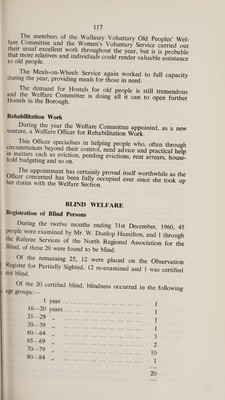 117
The members of the Wallasey Voluntary Old Peoples' Wel-
fare Committee and the Women's Voluntary Service carried out
their usual excellent work throughout the year, but it is probable
that more relatives and individuals could render valuable assistance
to old people.
The Meals-on-Wheels Service again worked to full capacity
during the year, providing meals for those in need.
The demand for Hostels for old people is still tremendous
and the Welfare Committee is doing all it can to open further
Hostels in the Borough.
Rehabilitation Work
During the year the Welfare Committee appointed, as a new
venture, a Welfare Officer for Rehabilitation Work.
This Officer specialises in helping people who, often through
circumstances beyond their control, need advice and practical help
in matters such as eviction, pending evictions, rent arrears, house-
hold budgeting and so on.
The appointment has certainly proved itself worthwhile as the
Officer concerned has been fully occupied ever since she took up
her duties with the Welfare Section.
BLIND WELFARE
Registration of Blind Persons
During the twelve months ending 31st December, 1960, 45
people were examined by Mr. W. Dunlop Hamilton, and 1 through
the Referee Services of the North Regional Association for the
Blind, of these 20 were found to be blind.
Of the remaining 25, 12 were placed on the Observation
Register for Partially Sighted, 12 re-examined and 1 was certified
not blind.
Of the 20 certified blind, blindness occurred in the following
age groups:—
1 year ... 1
16—20 years ... 1
21—29 „ ... 1
30—39 „ ... 1
60—64 „ ... 3
65—69 „ ... 2
70—79 „ ... 10
80—84 „ ... 1
20